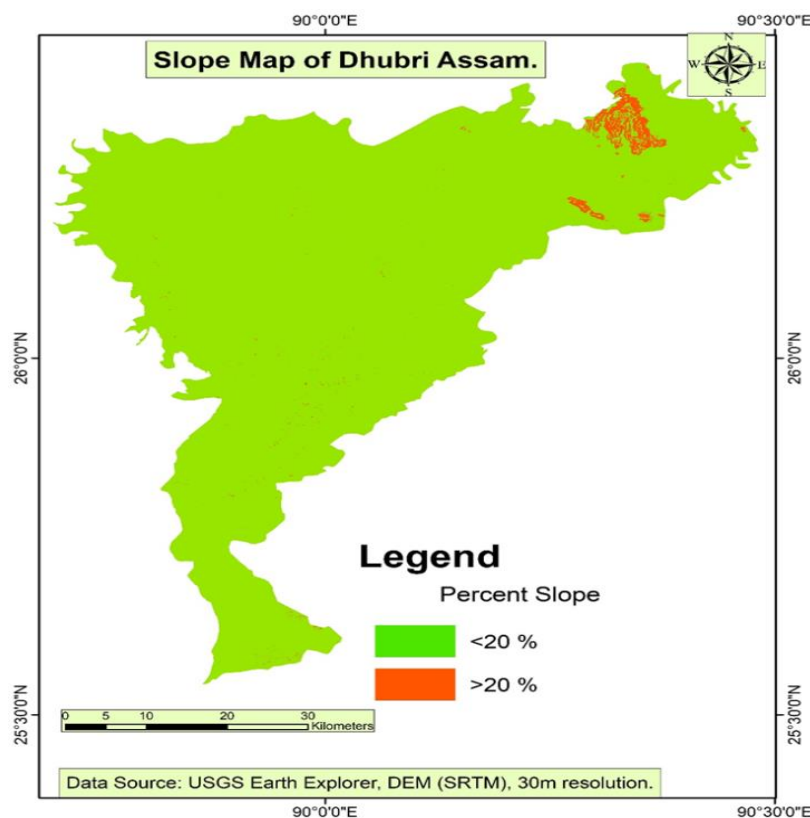 90°0'0"E
90°30'0"E
Slope Map of Dhubri Assam.
N
W E
S
26°0'0"N
26°0'0"N
Legend
Percent Slope
<20 %
>20 %
25°30'0"N
25°30'0"N
0 5 10 20 30
Kilometers
Data Source: USGS Earth Explorer, DEM (SRTM), 30m resolution.
90°0'0"E
90°30'0"E